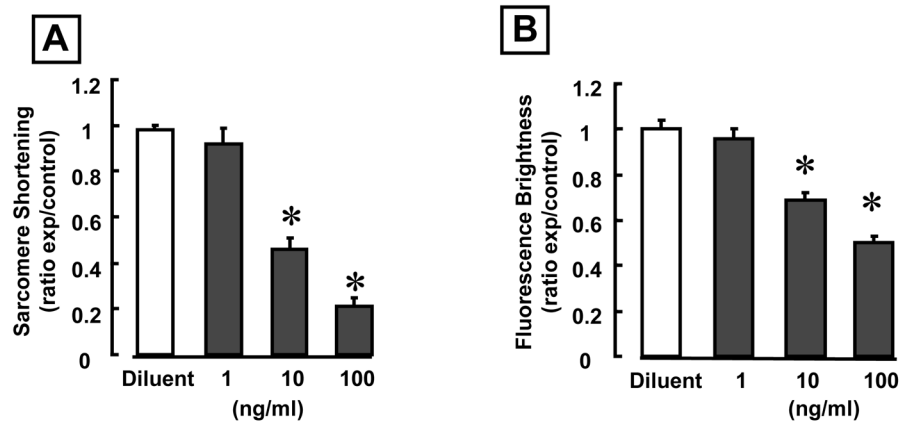 A
Sarcomere Shortening
(ratio exp/control)
1.2
1
0.8
0.6
0.4
0.2
0
*
*
Diluent 1 10 100
(ng/ml)
B
Fluorescence Brightness
(ratio exp/control)
1.2
1
0.8
0.6
0.4
0.2
0
*
*
Diluent 1 10 100
(ng/ml)